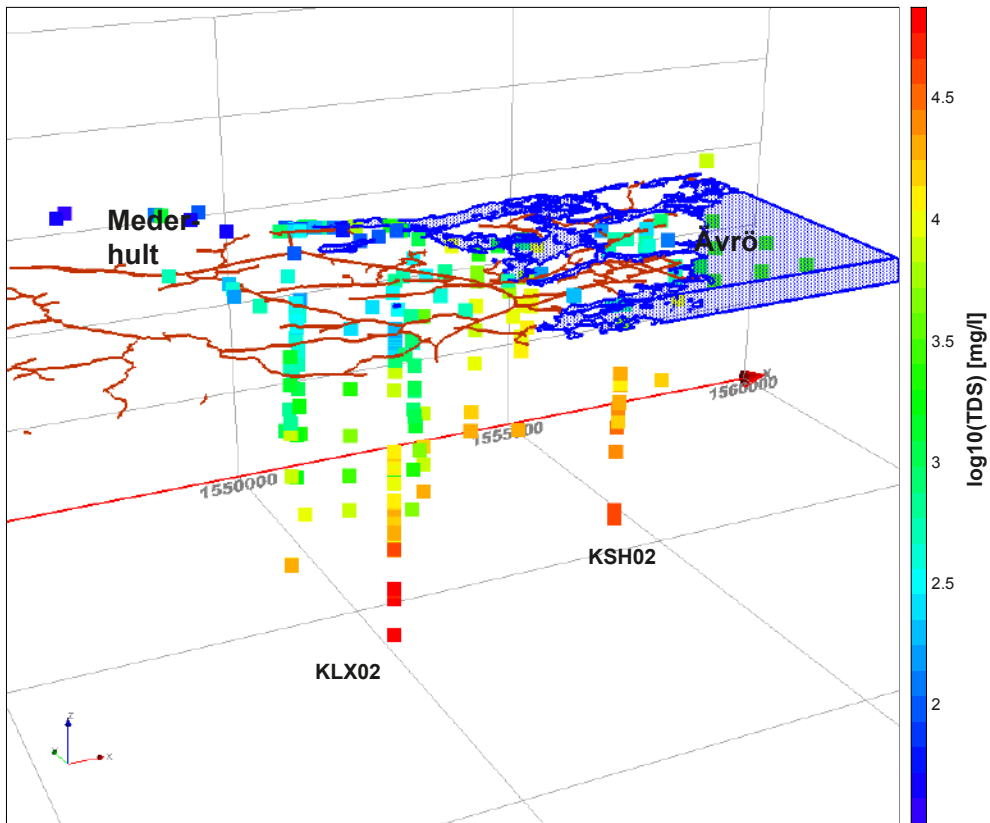 4.5
Meder
hult
Ävrö
4
3.5
log10(TDS) [mg/l]
X
1560000
1555000
1550000
3
KSH02
2.5
KLX02
2
Z
X